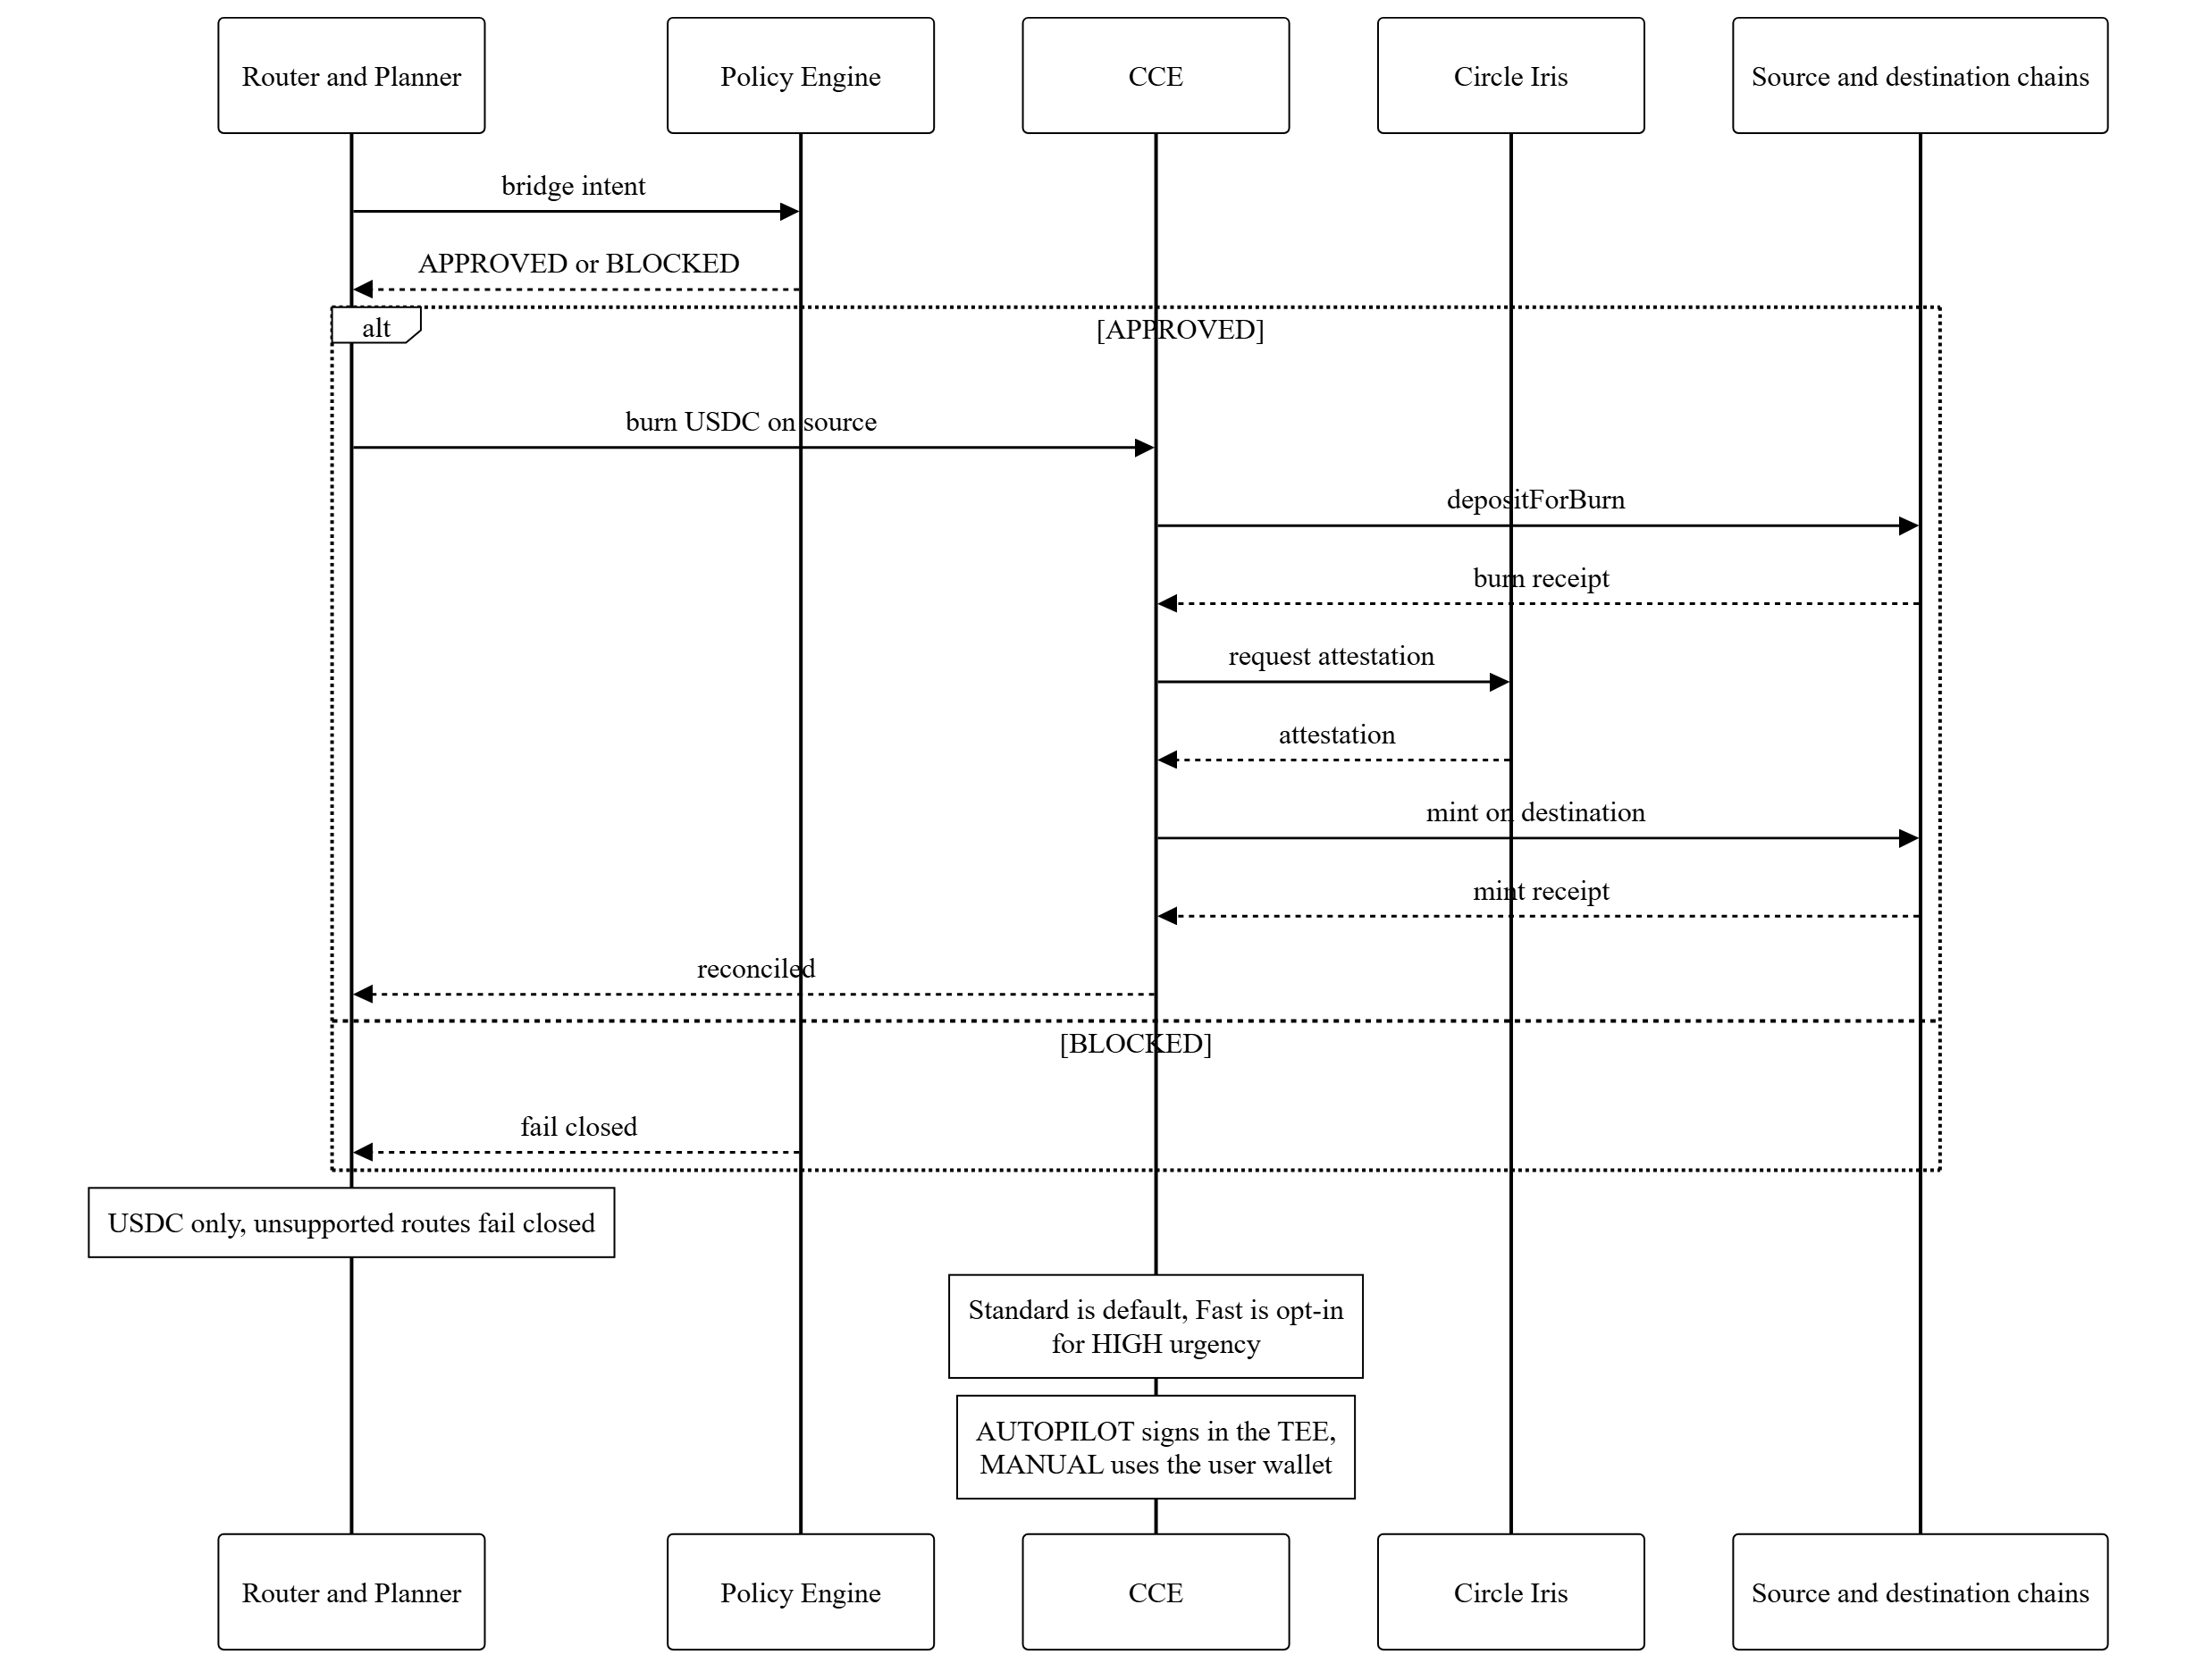 Router and Planner
Policy Engine
CCE
Circle Iris
Source and destination chains
bridge intent
APPROVED or BLOCKED
alt
[APPROVED]
burn USDC on source
depositForBurn
burn receipt
request attestation
attestation
mint on destination
mint receipt
reconciled
[BLOCKED]
fail closed
USDC only, unsupported routes fail closed
Standard is default, Fast is opt-in
for HIGH urgency
AUTOPILOT signs in the TEE,
MANUAL uses the user wallet
Router and Planner
Policy Engine
CCE
Circle Iris
Source and destination chains